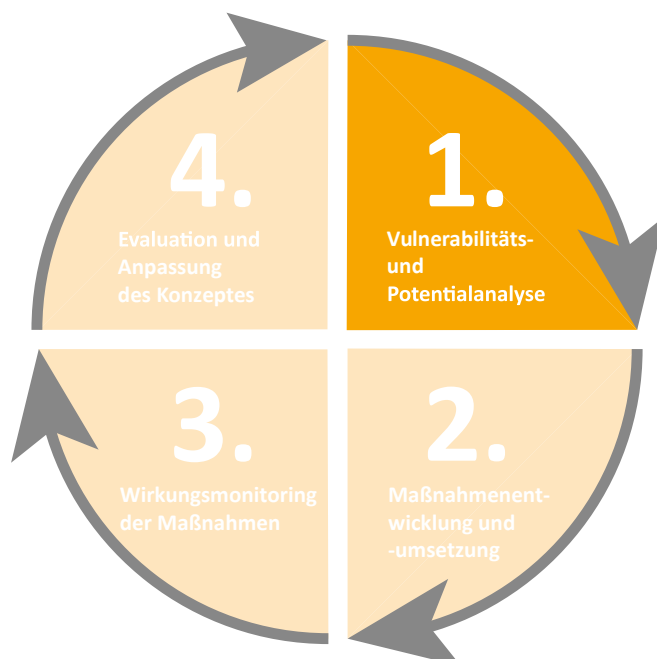 1.
Vulnerabilitäts-
und
Potentialanalyse
2.
Maßnahmenent-
wicklung und
-umsetzung
3.
Wirkungsmonitoring
der Maßnahmen
4.
Evaluation und
Anpassung
des Konzeptes